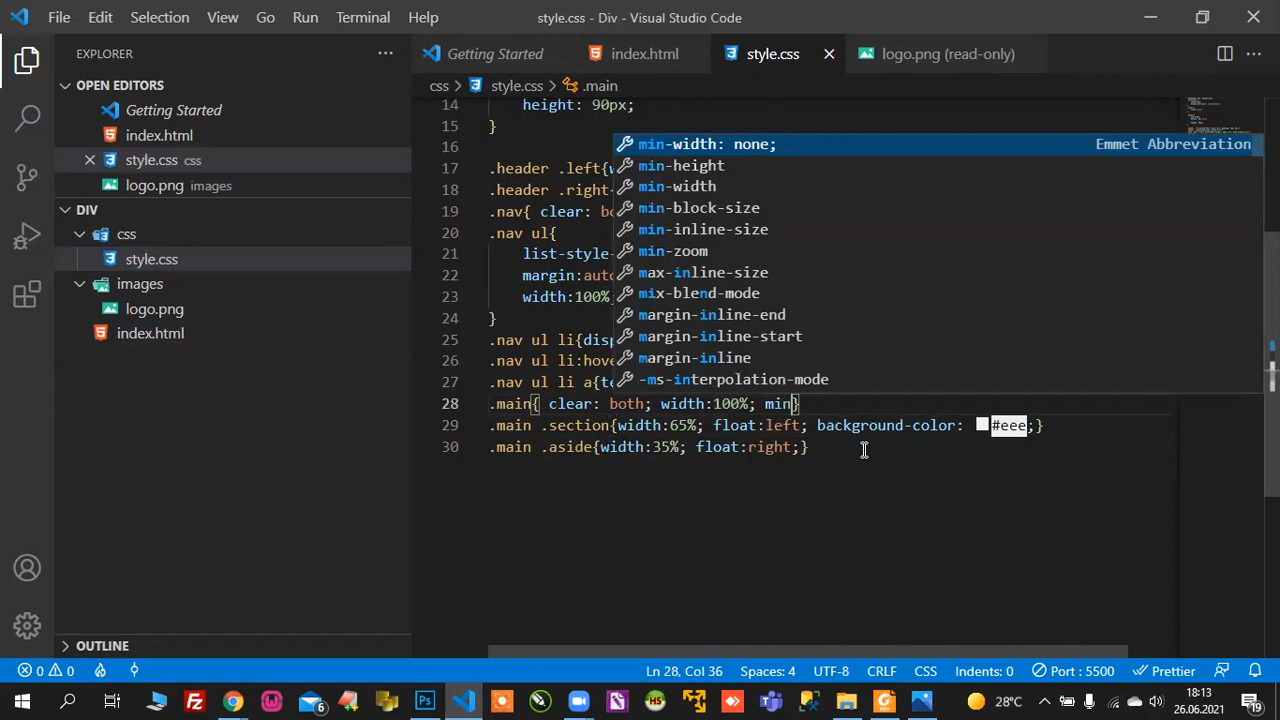 File Edit Selection View Go Run Terminal Help style.css - Div - Visual Studio Code
EXPLORER
Getting Started index.html style.css logo.png (read-only)
OPEN EDITORS
Getting Started
index.html
style.css css
logo.png images
DIV
css
style.css
images
logo.png
index.html
OUTLINE
css > style.css > .main
14 height: 90px;
15 }
16
17 .header .left{
18 .header .right
19 .nav{ clear:
20 .nav ul{
21 list-style-
22 margin:auto
23 width:100%
24 }
25 .nav ul li{
26 .nav ul li:hove
27 .nav ul li a{
28 .main{ clear: both; width:100%; min}
29 .main .section{width:65%; float:left; background-color: #eee;}
30 .main .aside{width:35%; float:right;}
min-width: none; Emmet Abbreviation
min-height
min-width
min-block-size
min-inline-size
min-zoom
max-inline-size
mix-blend-mode
margin-inline-end
margin-inline-start
margin-inline
-ms-interpolation-mode
0 0 Ln 28, Col 36 Spaces: 4 UTF-8 CRLF CSS Indents: 0 Port : 5500 Prettier
6 28°C 18:13
26.06.2021 19